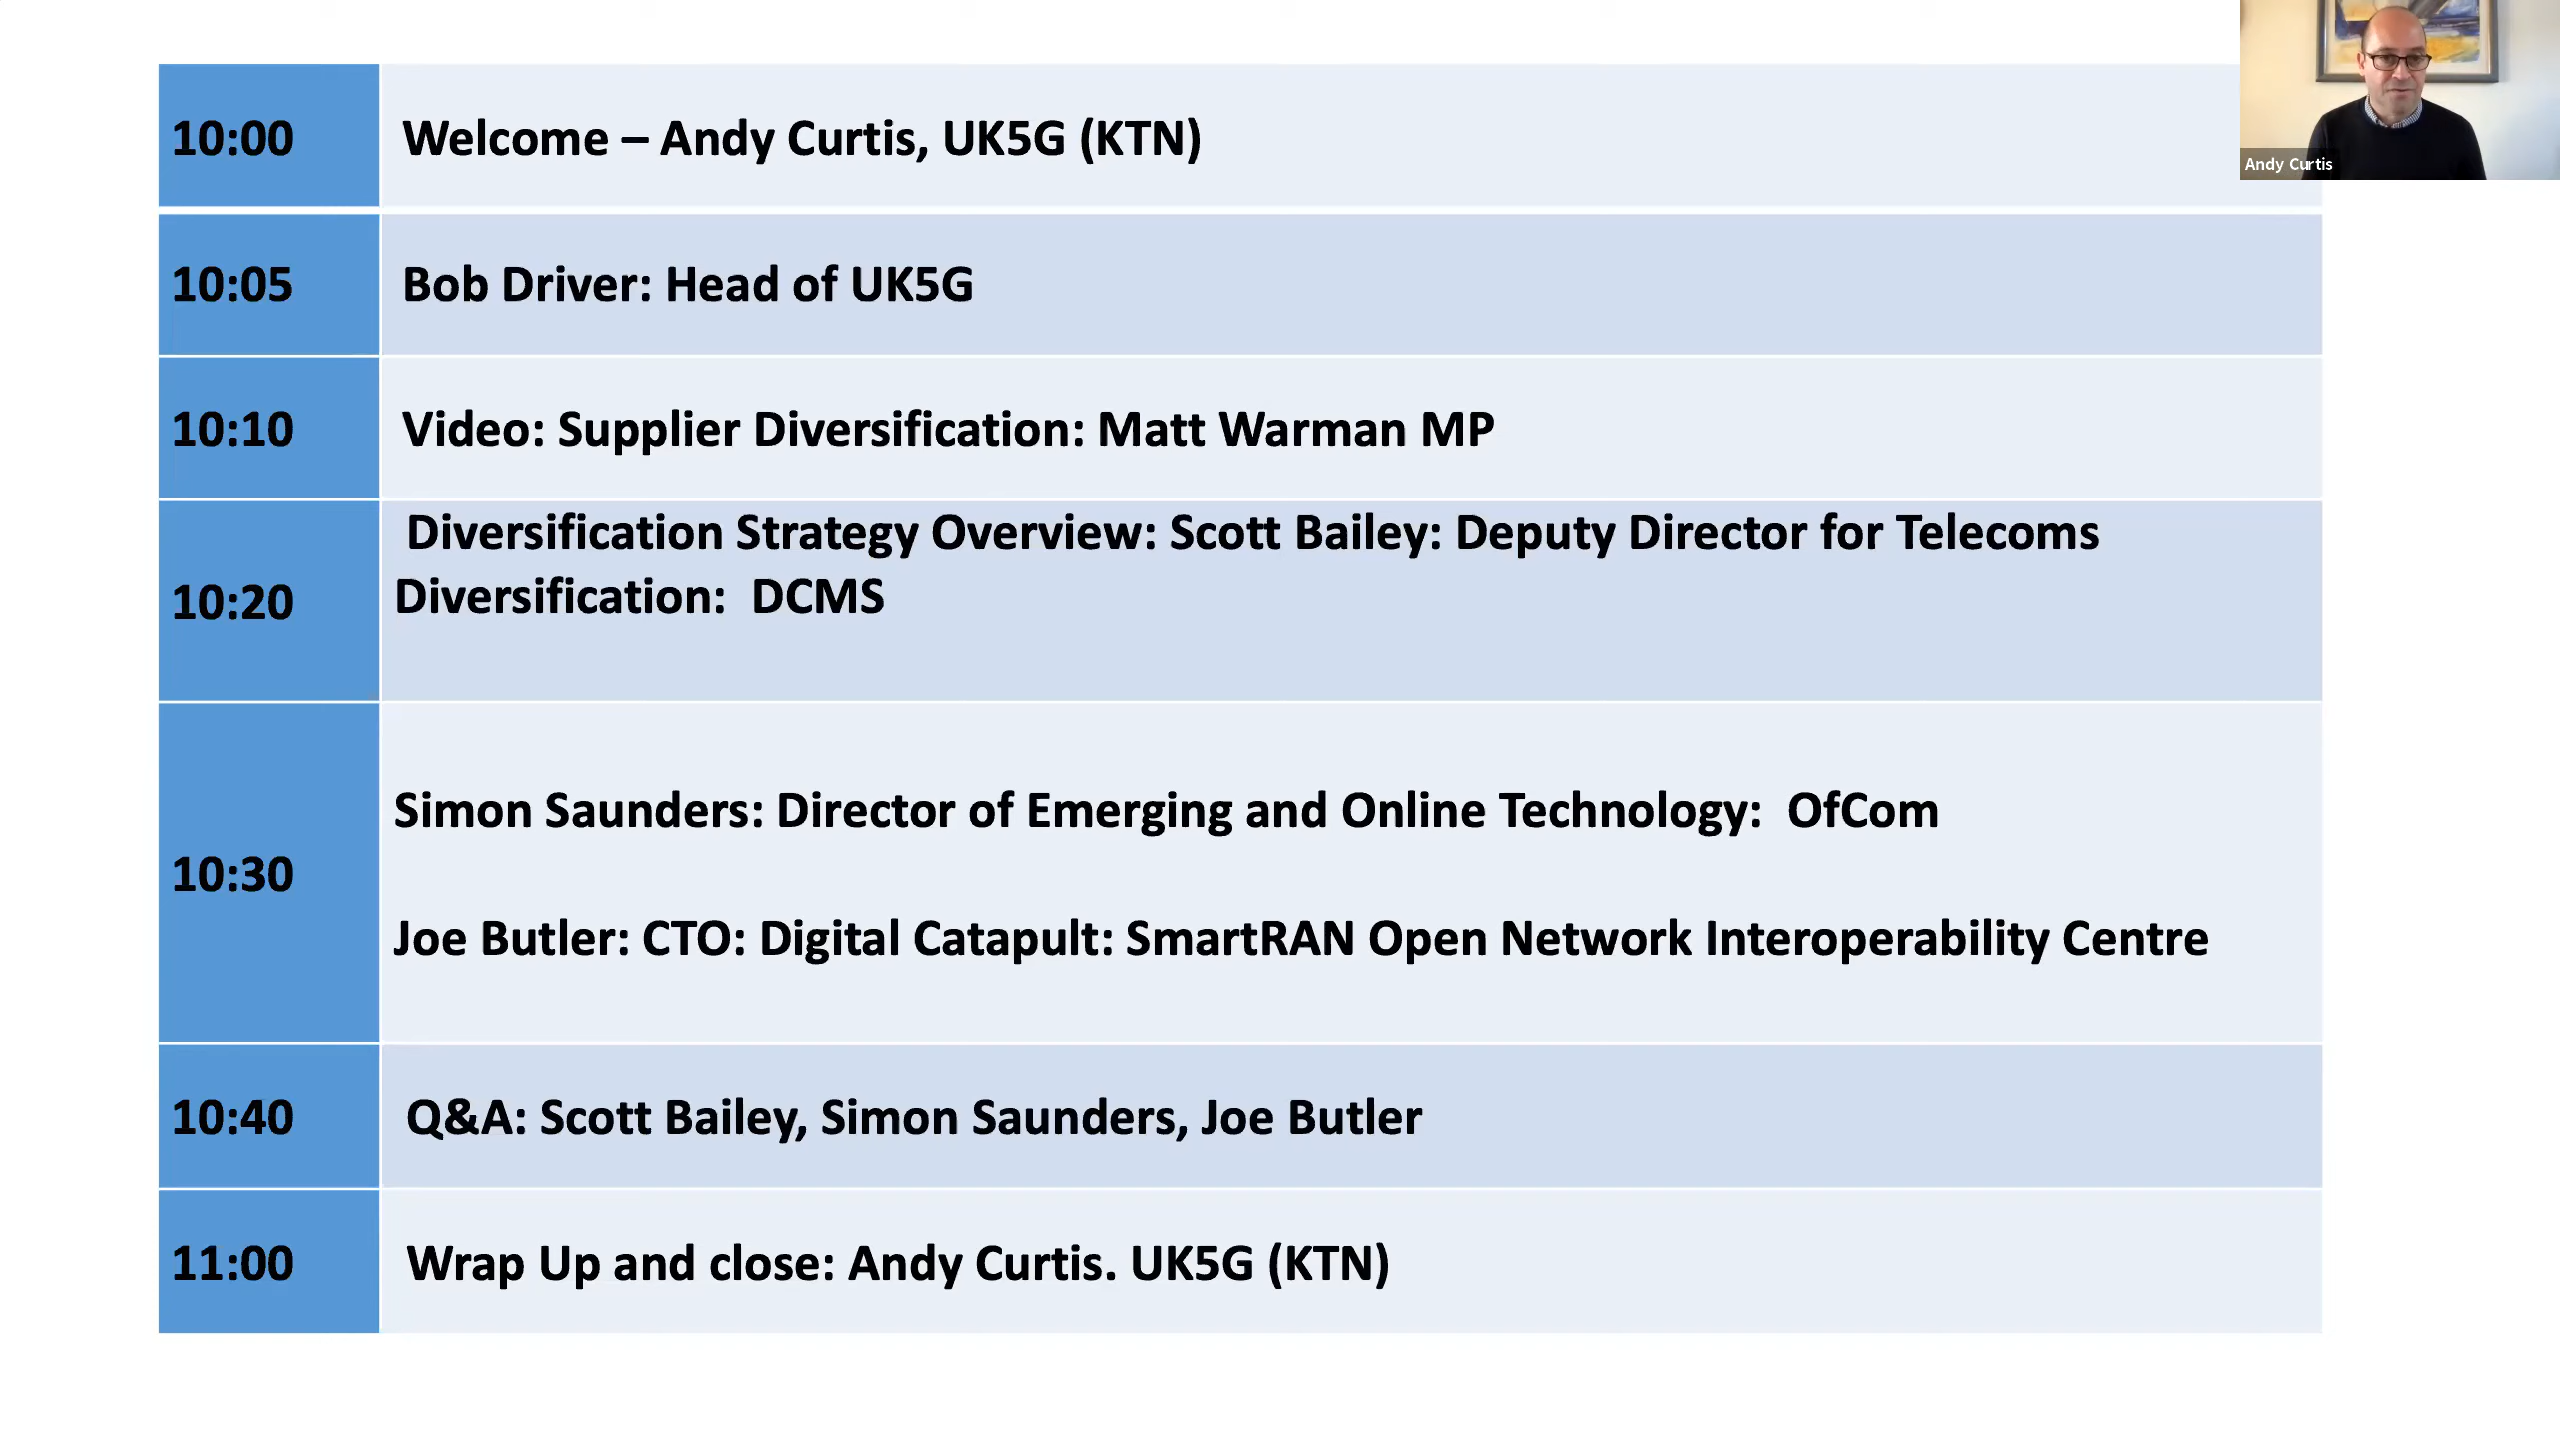 10:00 Welcome – Andy Curtis, UK5G (KTN)
Andy Curtis
10:05 Bob Driver: Head of UK5G
10:10 Video: Supplier Diversification: Matt Warman MP
10:20 Diversification Strategy Overview: Scott Bailey: Deputy Director for Telecoms
Diversification:  DCMS
10:30
Simon Saunders: Director of Emerging and Online Technology:  OfCom
Joe Butler: CTO: Digital Catapult: SmartRAN Open Network Interoperability Centre
10:40 Q&A: Scott Bailey, Simon Saunders, Joe Butler
11:00 Wrap Up and close: Andy Curtis. UK5G (KTN)